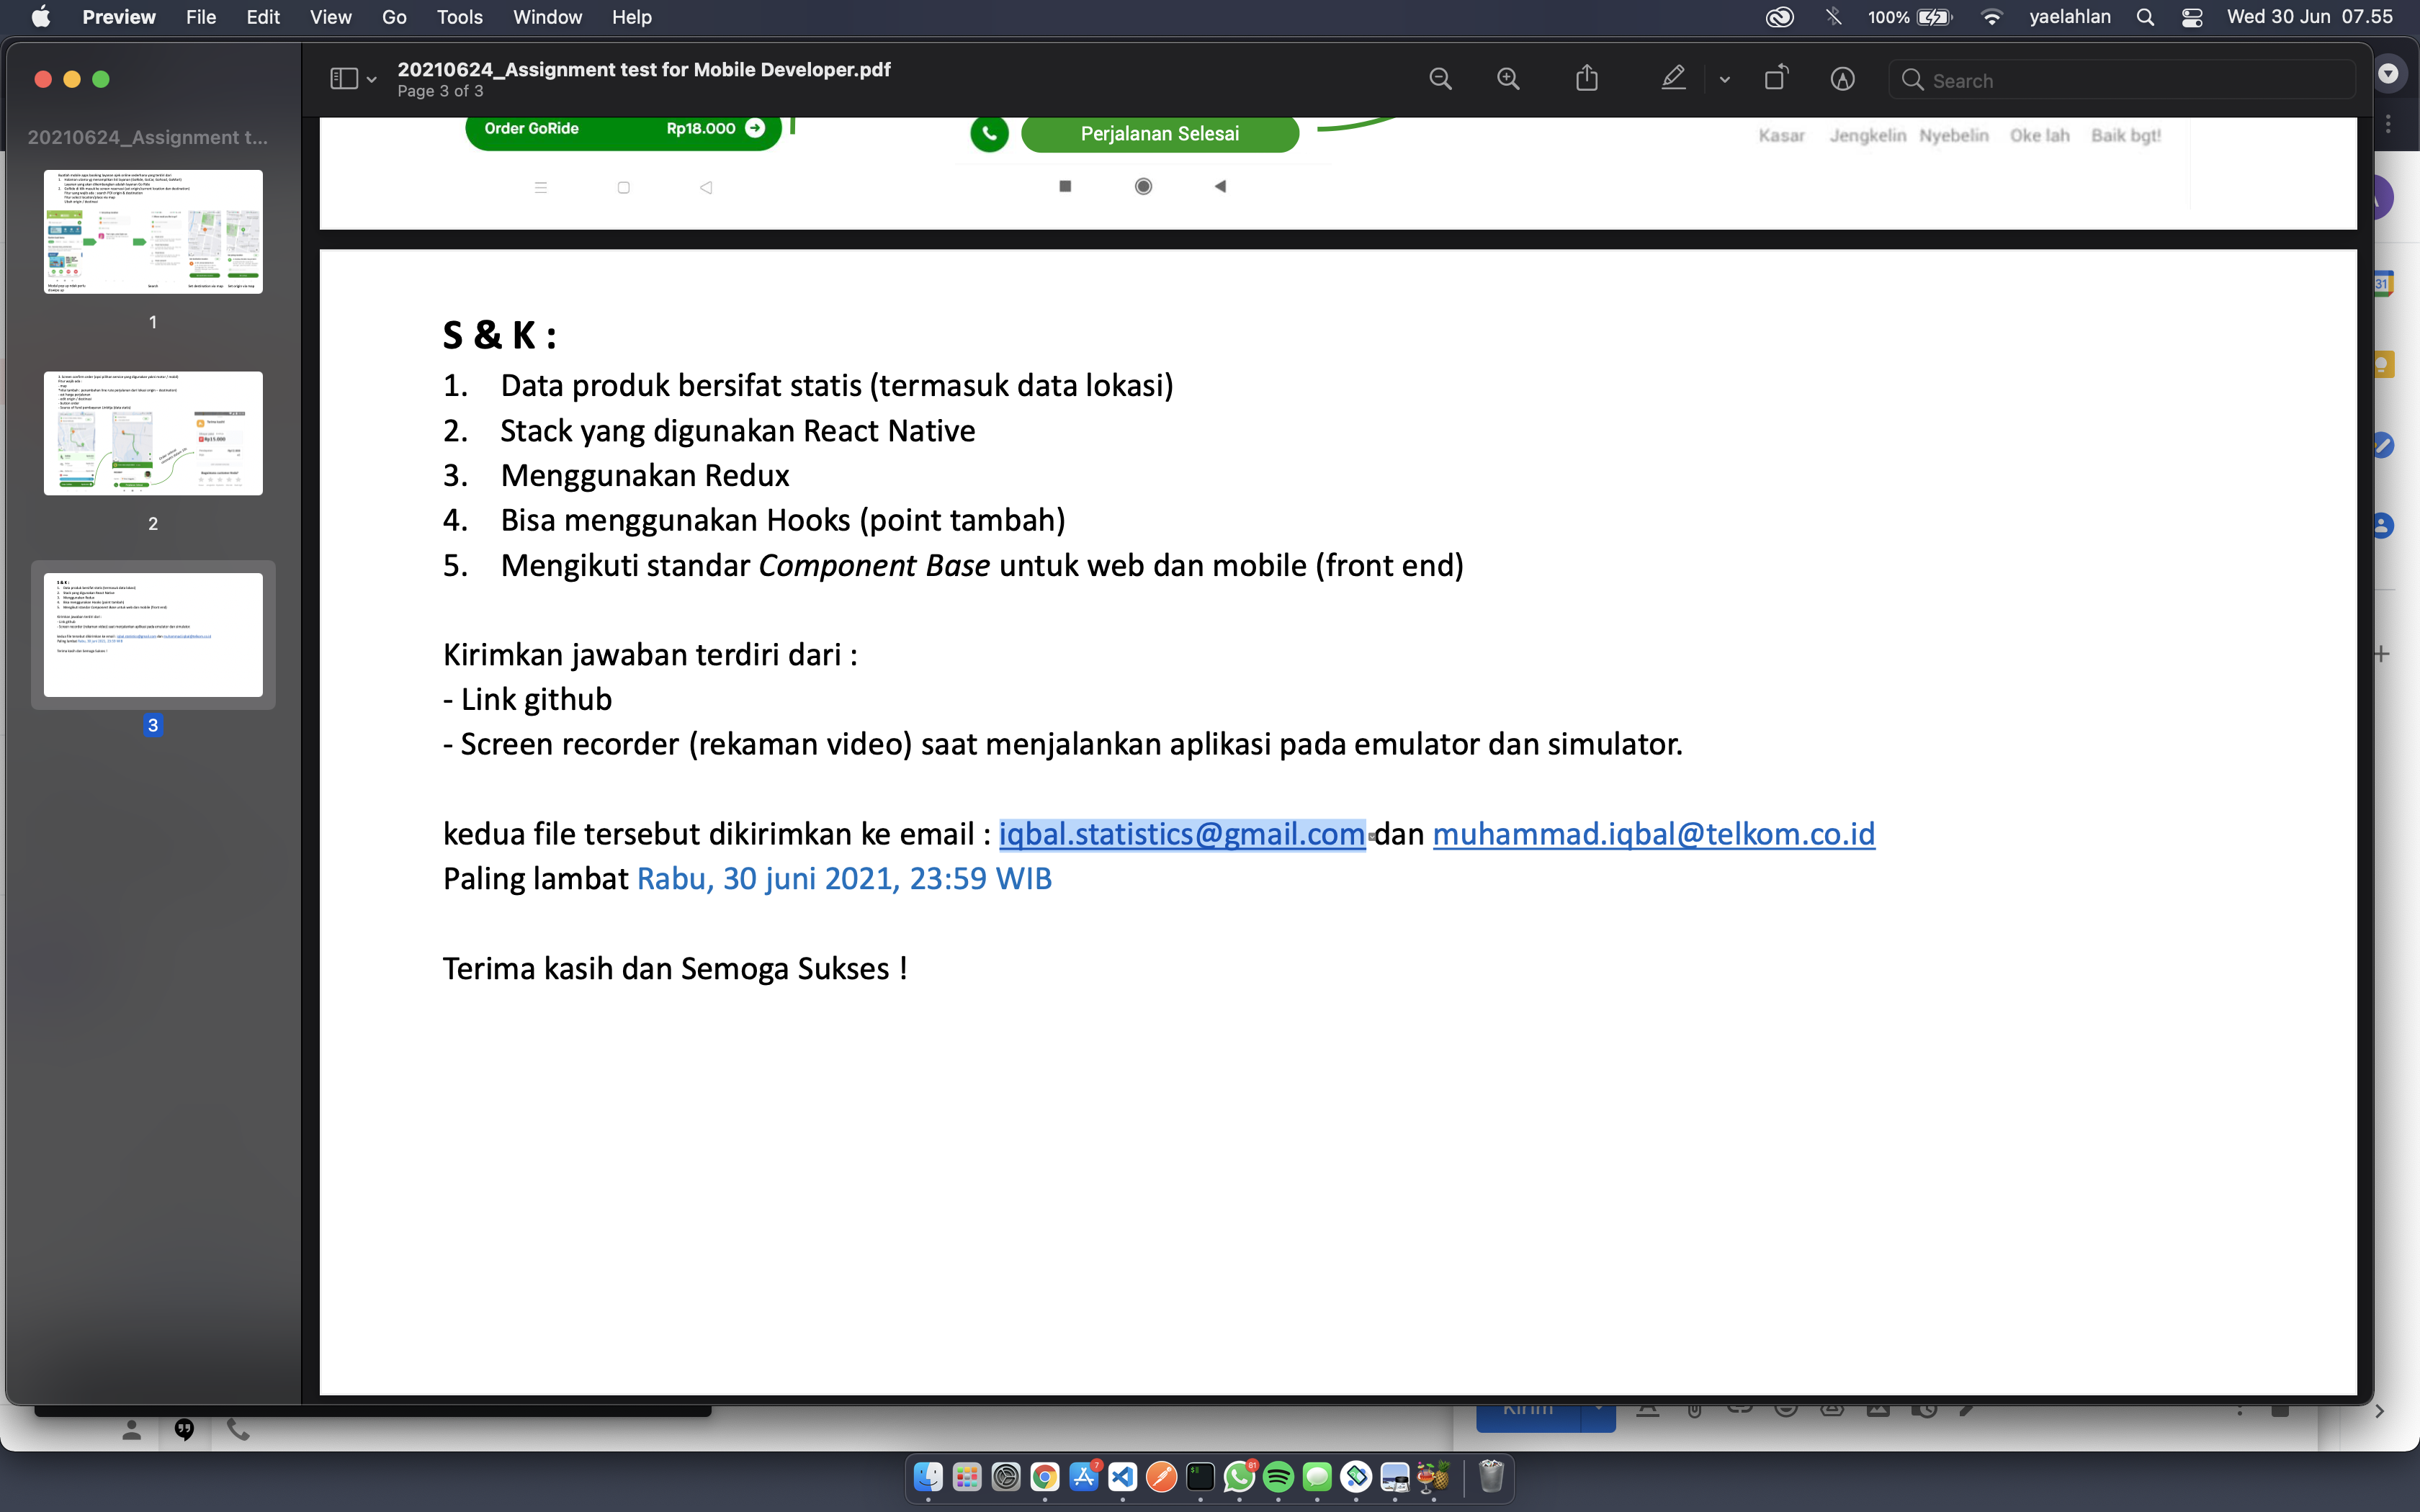 Preview File Edit View Go Tools Window Help 100% yaelahlan Wed 30 Jun 07.55
20210624_Assignment test for Mobile Developer.pdf
Page 3 of 3
Search
20210624_Assignment t...
1
2
3
Order GoRide Rp18.000
Perjalanan Selesai
Kasar Jengkelin Nyebelin Oke lah Baik bgt!
S & K :
1. Data produk bersifat statis (termasuk data lokasi)
2. Stack yang digunakan React Native
3. Menggunakan Redux
4. Bisa menggunakan Hooks (point tambah)
5. Mengikuti standar Component Base untuk web dan mobile (front end)
Kirimkan jawaban terdiri dari :
- Link github
- Screen recorder (rekaman video) saat menjalankan aplikasi pada emulator dan simulator.
kedua file tersebut dikirimkan ke email : iqbal.statistics@gmail.com dan muhammad.iqbal@telkom.co.id
Paling lambat Rabu, 30 juni 2021, 23:59 WIB
Terima kasih dan Semoga Sukses !
31
Kirim
7
81